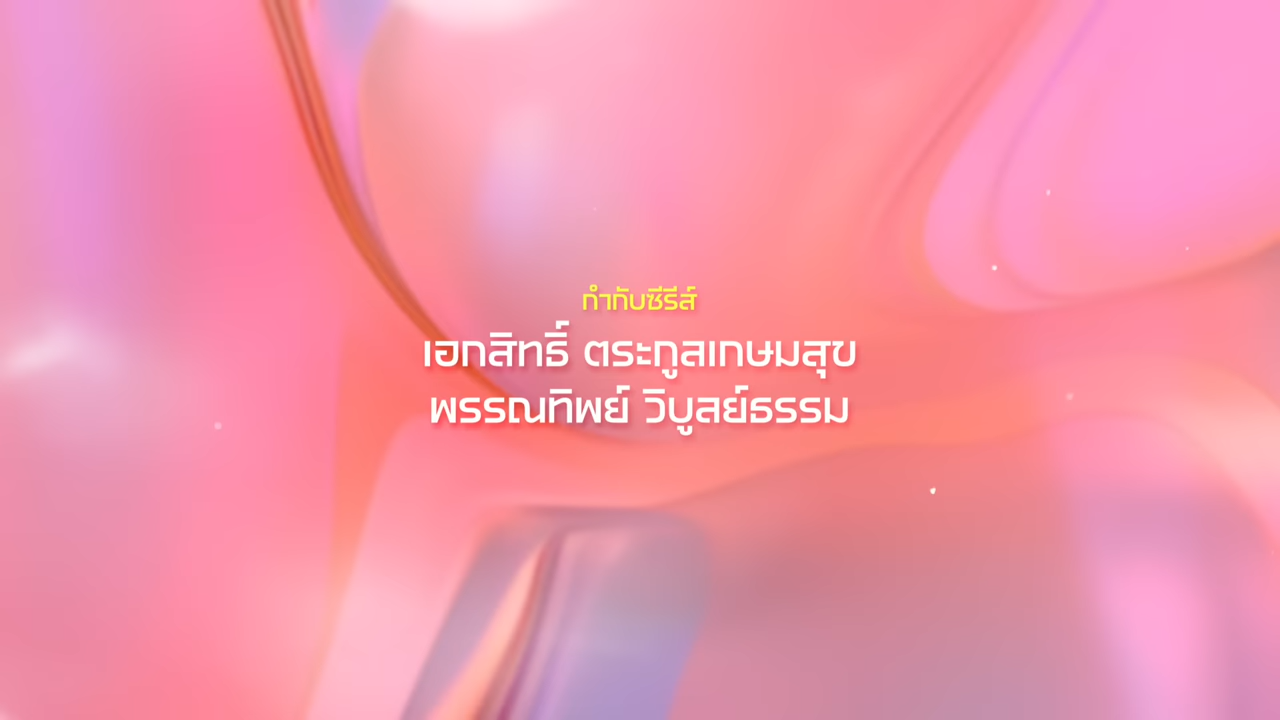 กำกับซีรีส์
เอกสิทธิ์ ตระกูลเกษมสุข
พรรณทิพย์ วิบูลย์ธรรม